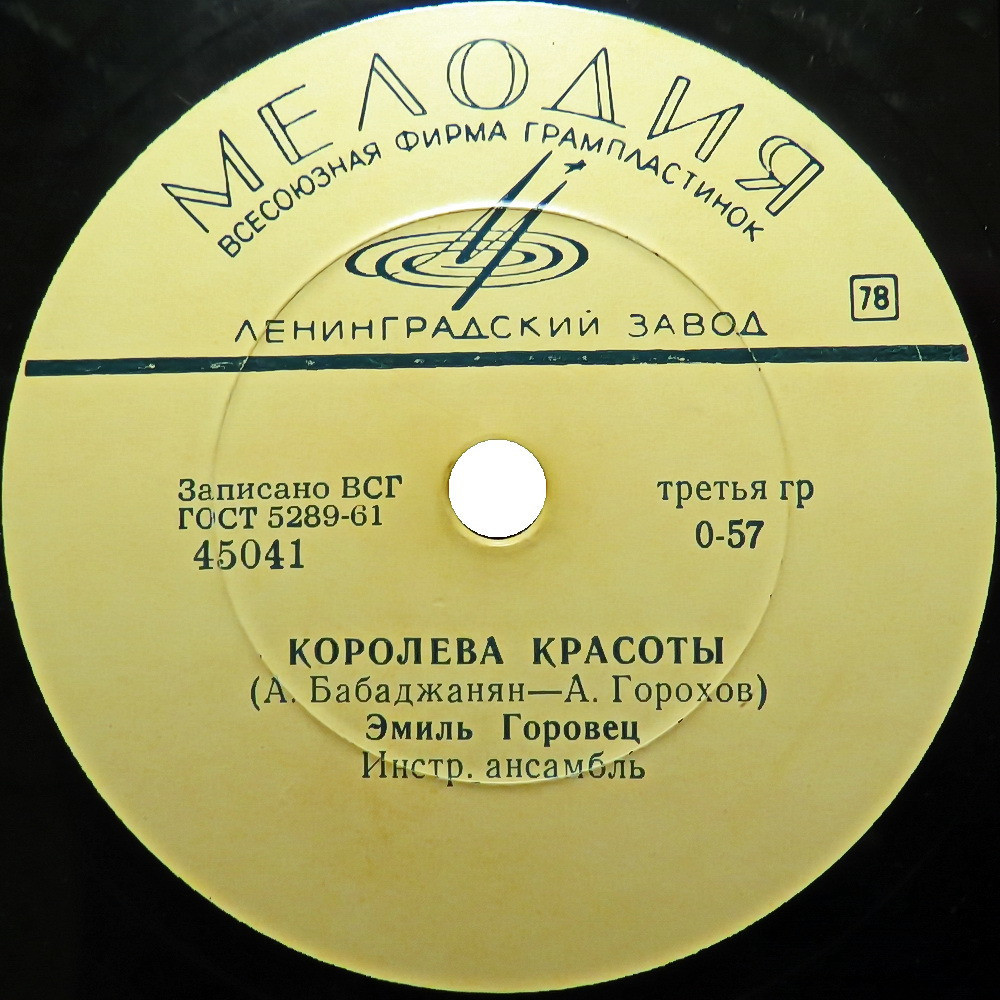 МЕЛОДИЯ
ВСЕСОЮЗНАЯ ФИРМА ГРАМПЛАСТИНОК
78
ЛЕНИНГРАДСКИЙ ЗАВОД
Записано ВСГ
ГОСТ 5289-61
45041
третья гр
0-57
КОРОЛЕВА КРАСОТЫ
(А. Бабаджанян—А. Горохов)
Эмиль Горовец
Инстр. ансамбль